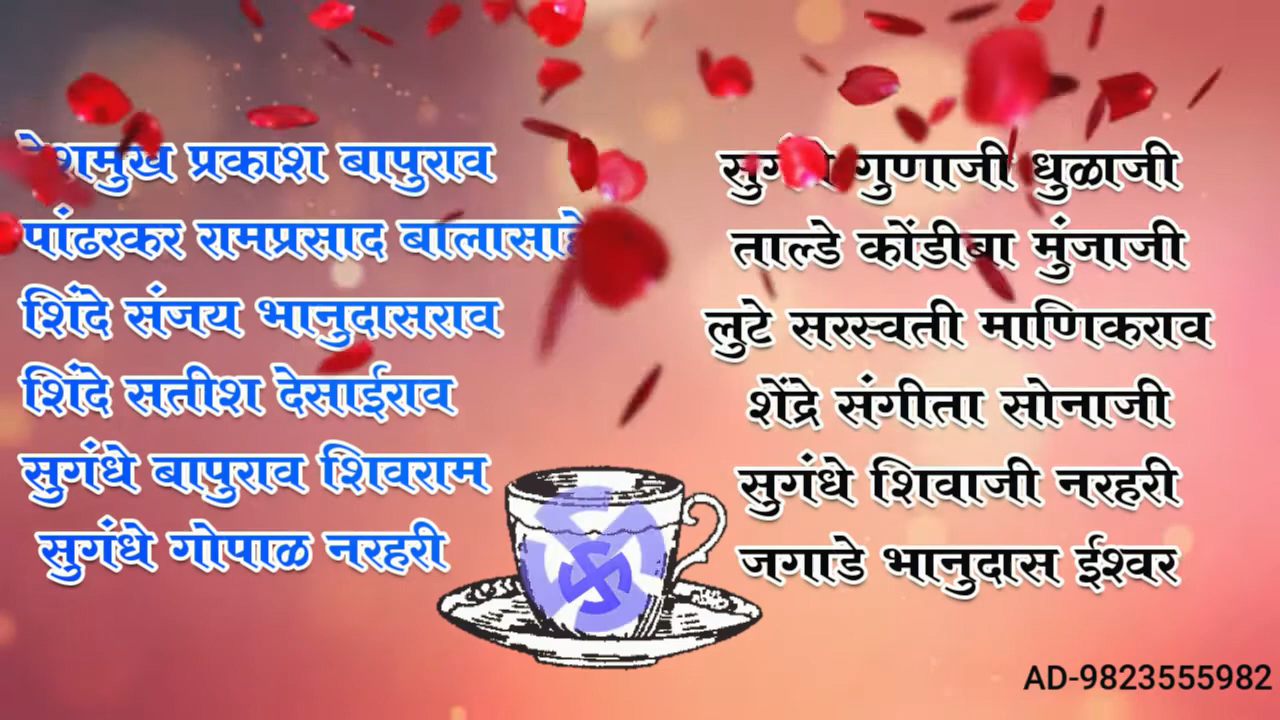 देशमुख प्रकाश बापुराव
पांढरकर रामप्रसाद बालासाहे
शिंदे संजय भानुदासराव
शिंदे सतीश देसाईराव
सुगंधे बापुराव शिवराम
सुगंधे गोपाळ नरहरी
सुगंधे गुणाजी धुळाजी
ताल्डे कोंडीबा मुंजाजी
लुटे सरस्वती माणिकराव
शेंद्रे संगीता सोनाजी
सुगंधे शिवाजी नरहरी
जगाडे भानुदास ईश्वर
AD-9823555982